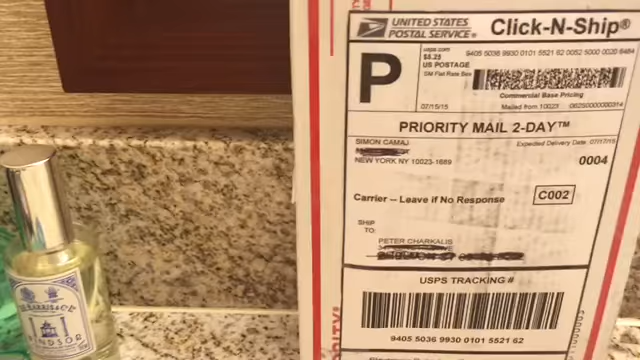 UNITED STATES
POSTAL SERVICE®
Click-N-Ship®
P
usps.com
$5.25
US POSTAGE
SM Flat Rate Box
9405 5036 9930 0101 5521 62 0052 5000 0020 6484
Commercial Base Pricing
07/15/15
Mailed from 10023
062S0000000314
PRIORITY MAIL 2-DAY™
SIMON CAMAJ
Expected Delivery Date: 07/17/15
NEW YORK NY 10023-1689
0004
Carrier -- Leave if No Response
C002
SHIP
TO:
PETER CHARKALIS
USPS TRACKING #
9405 5036 9930 0101 5521 62
WINDSOR